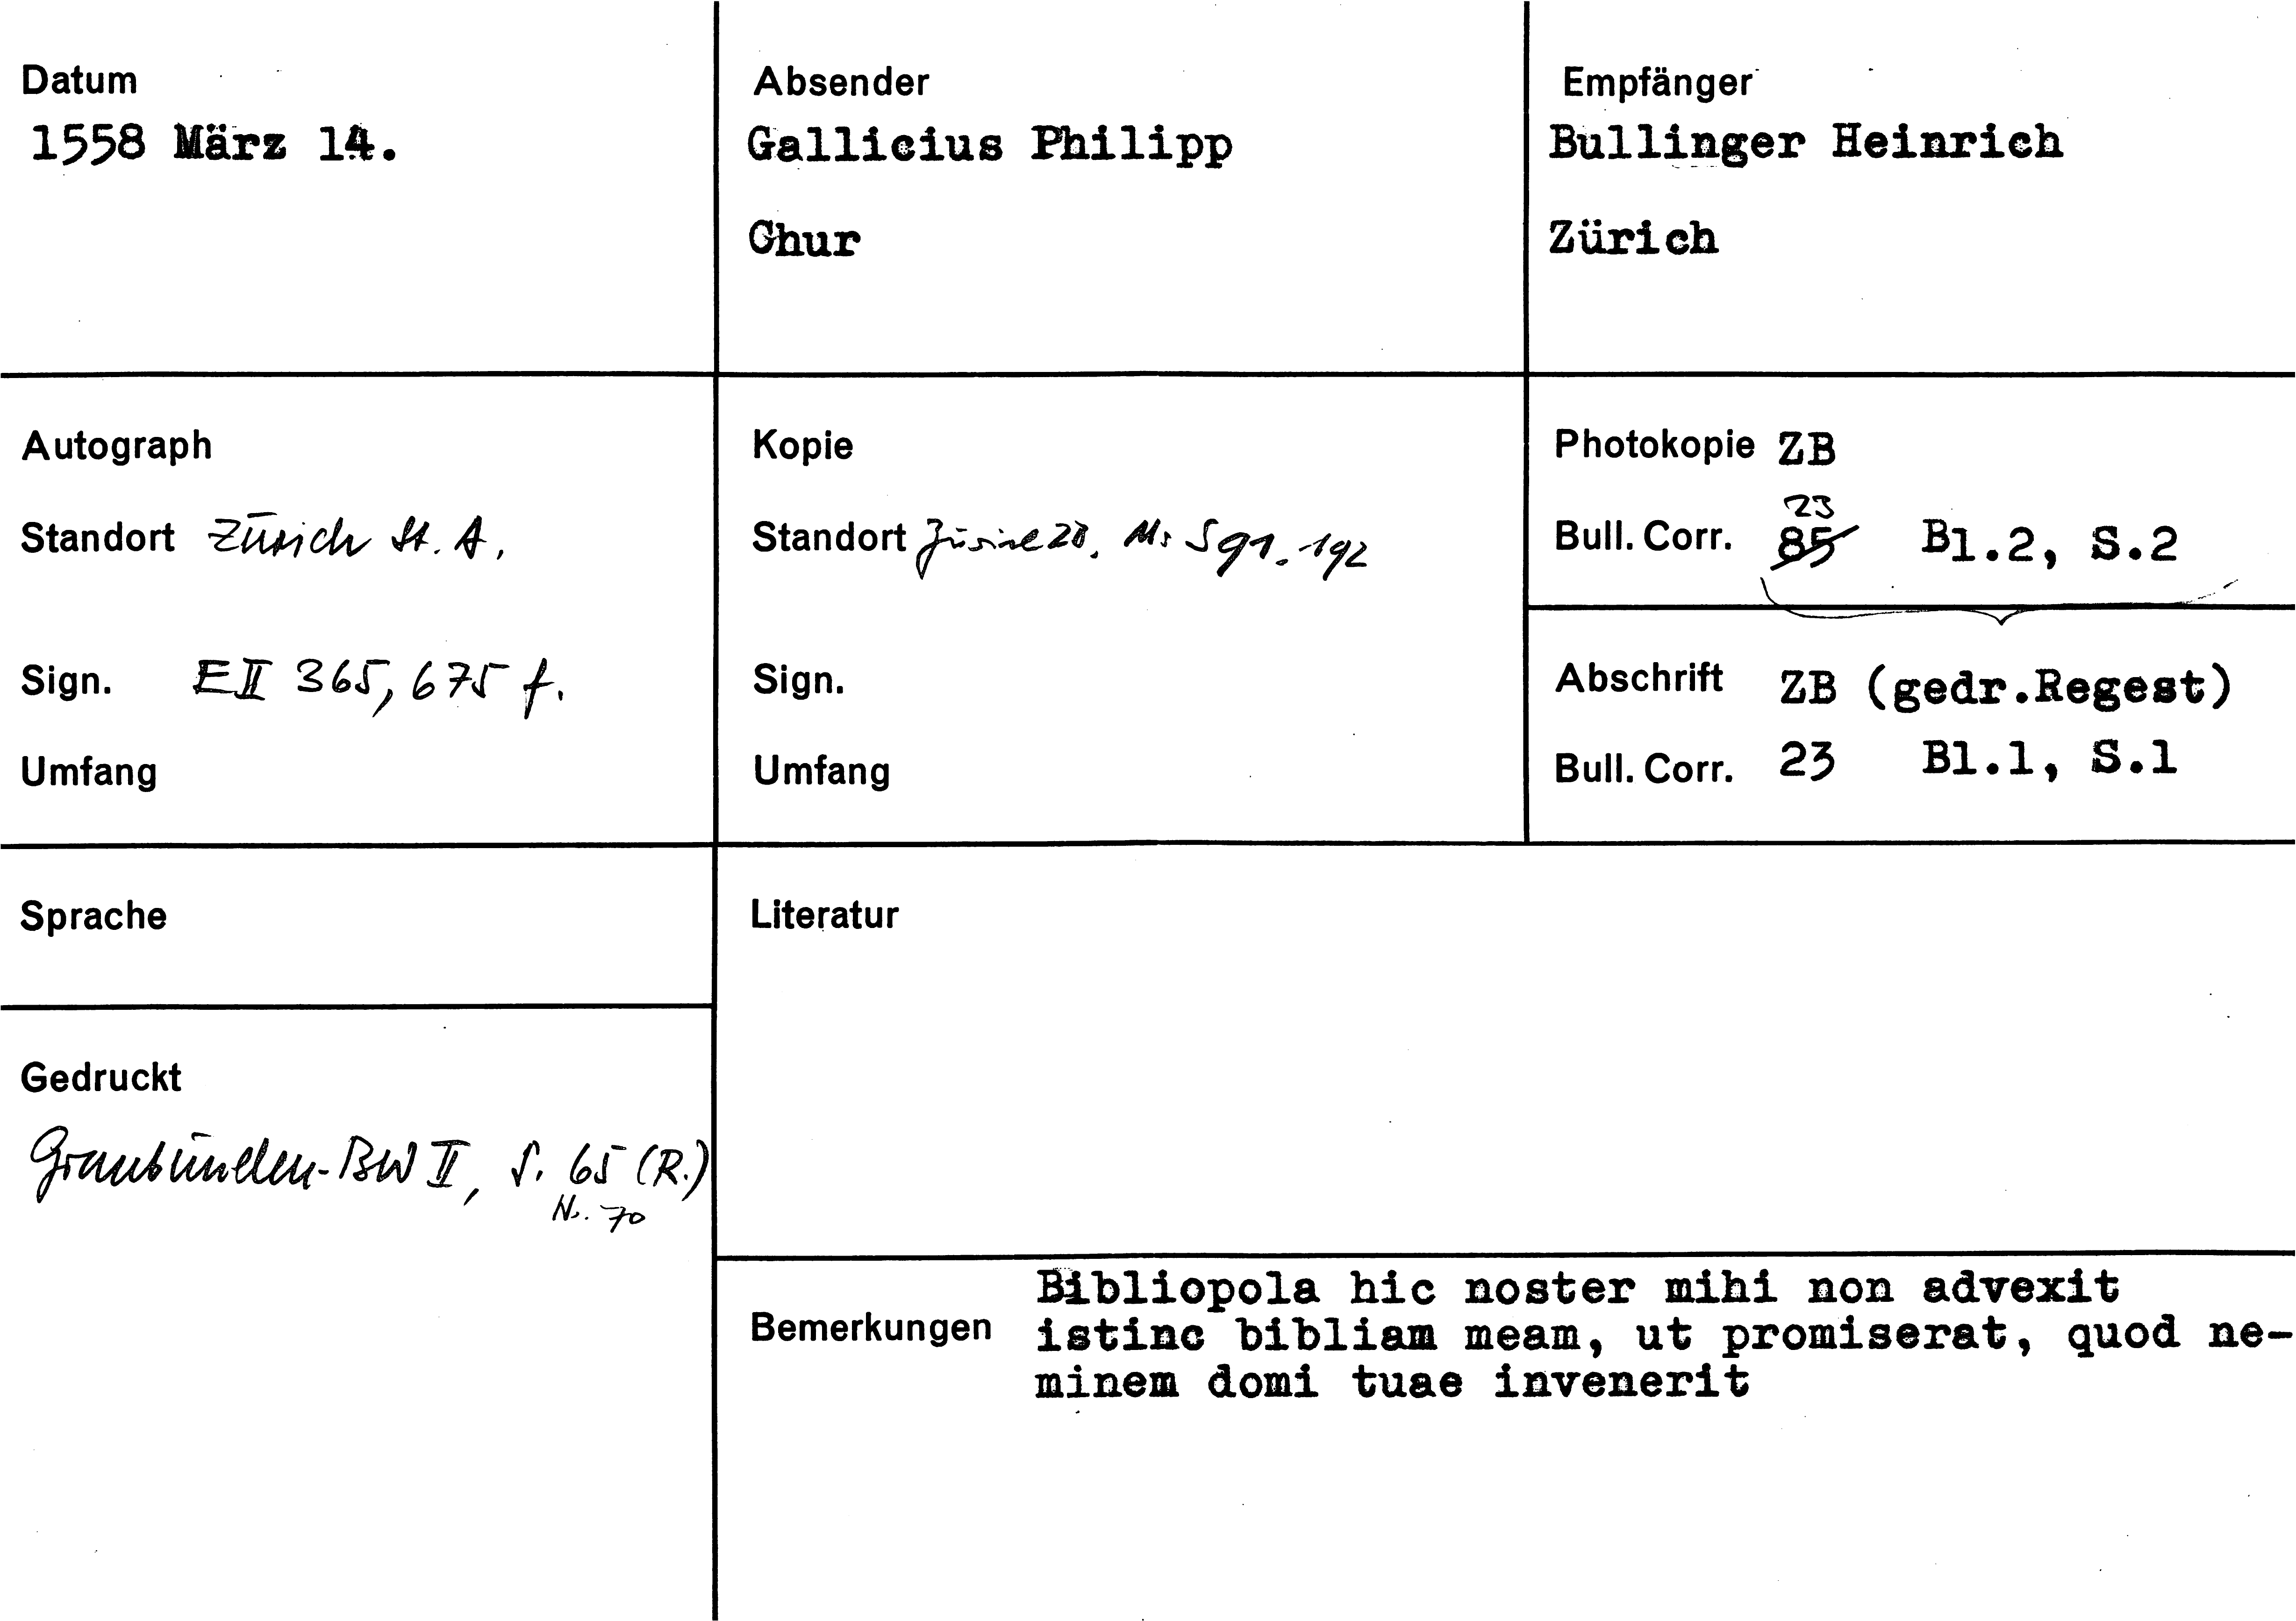 Datum
1558 März 14.
Absender
Gallicius Philipp
Chur
Empfänger
Bullinger Heinrich
Zürich
Autograph
Standort Zürich St. A.
Sign. E II 365, 675 f.
Umfang
Kopie
Standort Zürich ZB, Ms S 91. 192
Sign.
Umfang
Photokopie ZB
23
Bull. Corr. 85 Bl.2, S.2
Abschrift ZB (gedr.Regest)
Bull. Corr. 23 Bl.1, S.1
Sprache
Gedruckt
Graubünden-BW II, S. 65 (R.)
Nr. 70
Literatur
Bemerkungen
Bibliopola hic noster mihi non advexit
istinc bibliam meam, ut promiserat, quod ne-
minem domi tuae invenerit